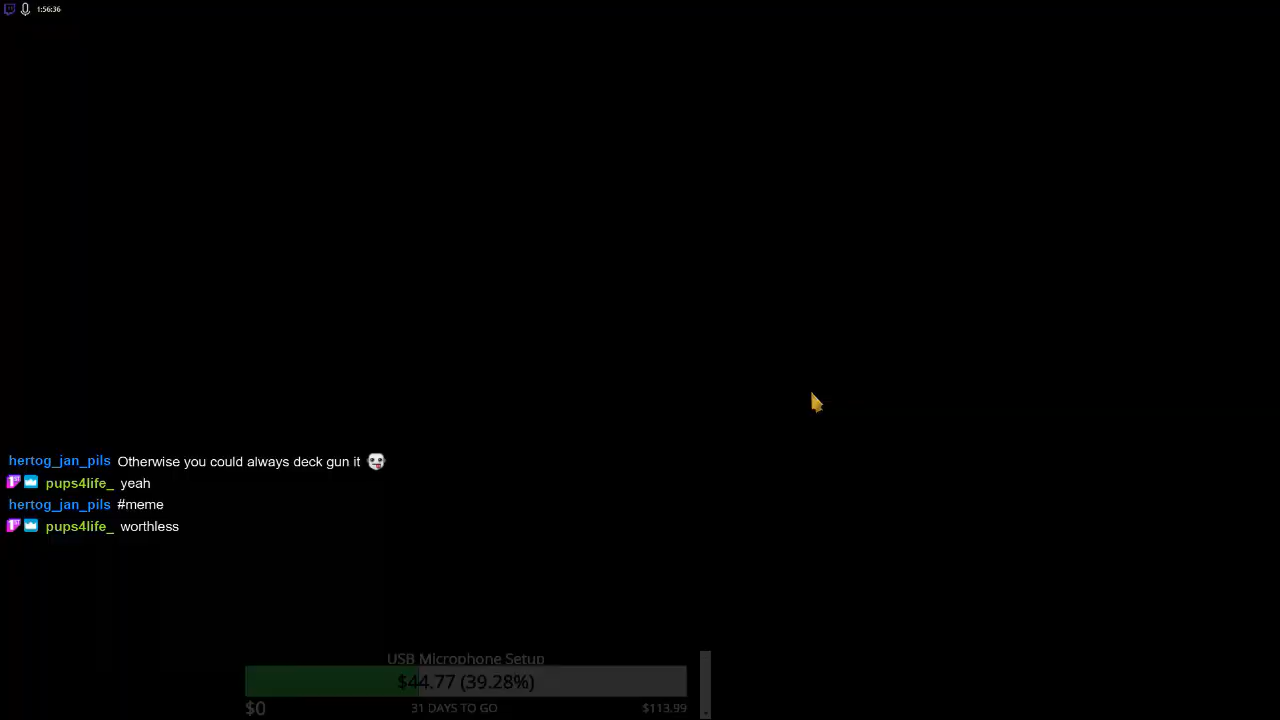 1:56:36
hertog_jan_pils Otherwise you could always deck gun it
pups4life_ yeah
hertog_jan_pils #meme
pups4life_ worthless
USB Microphone Setup
$44.77 (39.28%)
$0 31 DAYS TO GO $113.99